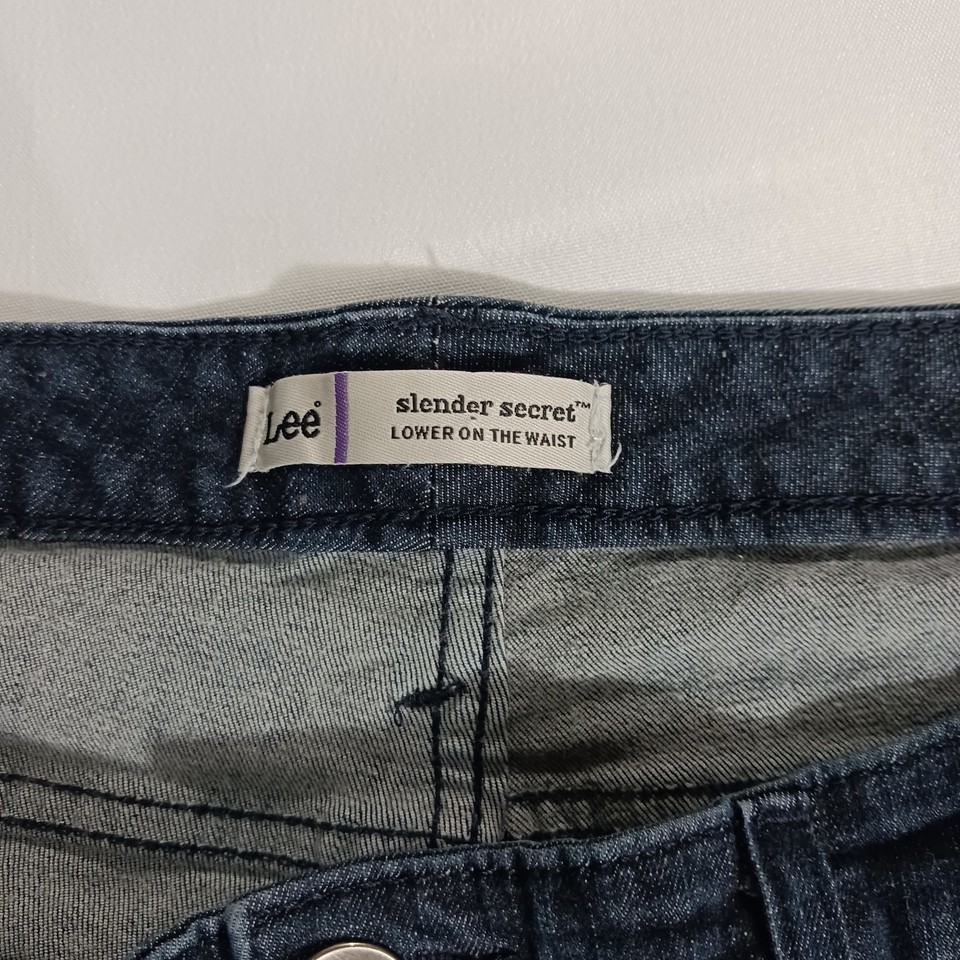 Lee®
slender secret™
LOWER ON THE WAIST